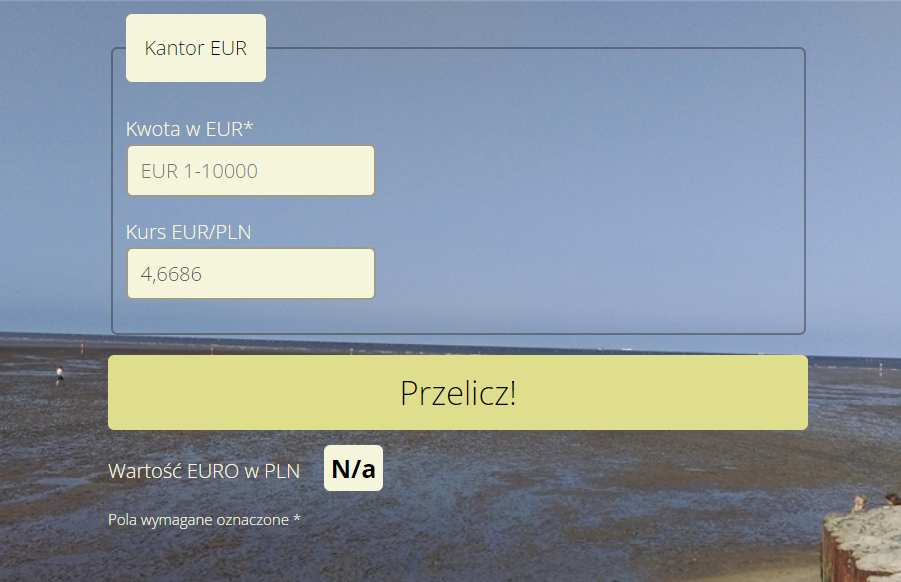 Kantor EUR
Kwota w EUR*
EUR 1-10000
Kurs EUR/PLN
4,6686
Przelicz!
Wartość EURO w PLN N/a
Pola wymagane oznaczone *